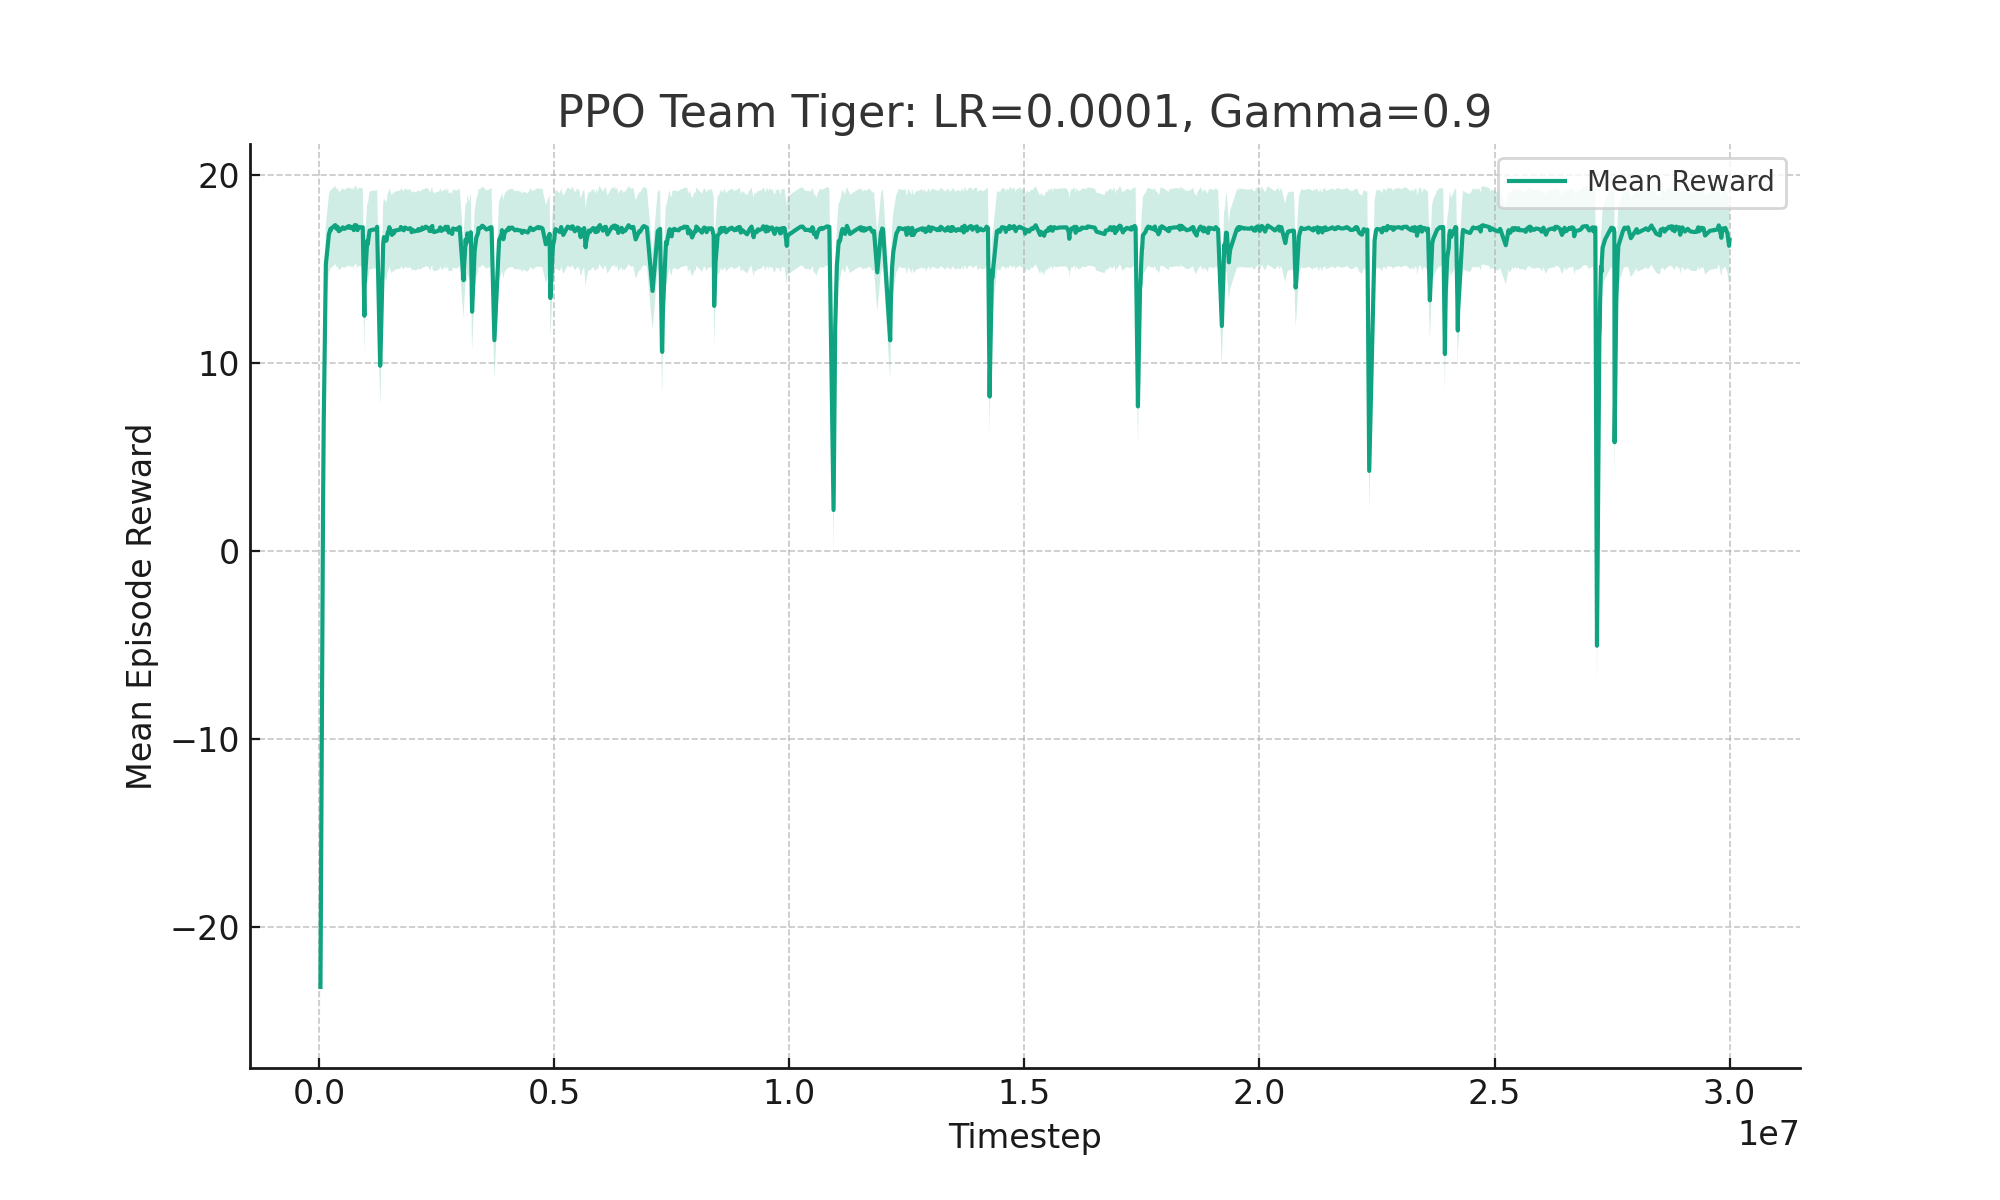 PPO Team Tiger: LR=0.0001, Gamma=0.9
Mean Reward
20
10
0
−10
−20
Mean Episode Reward
0.0 0.5 1.0 1.5 2.0 2.5 3.0
1e7
Timestep